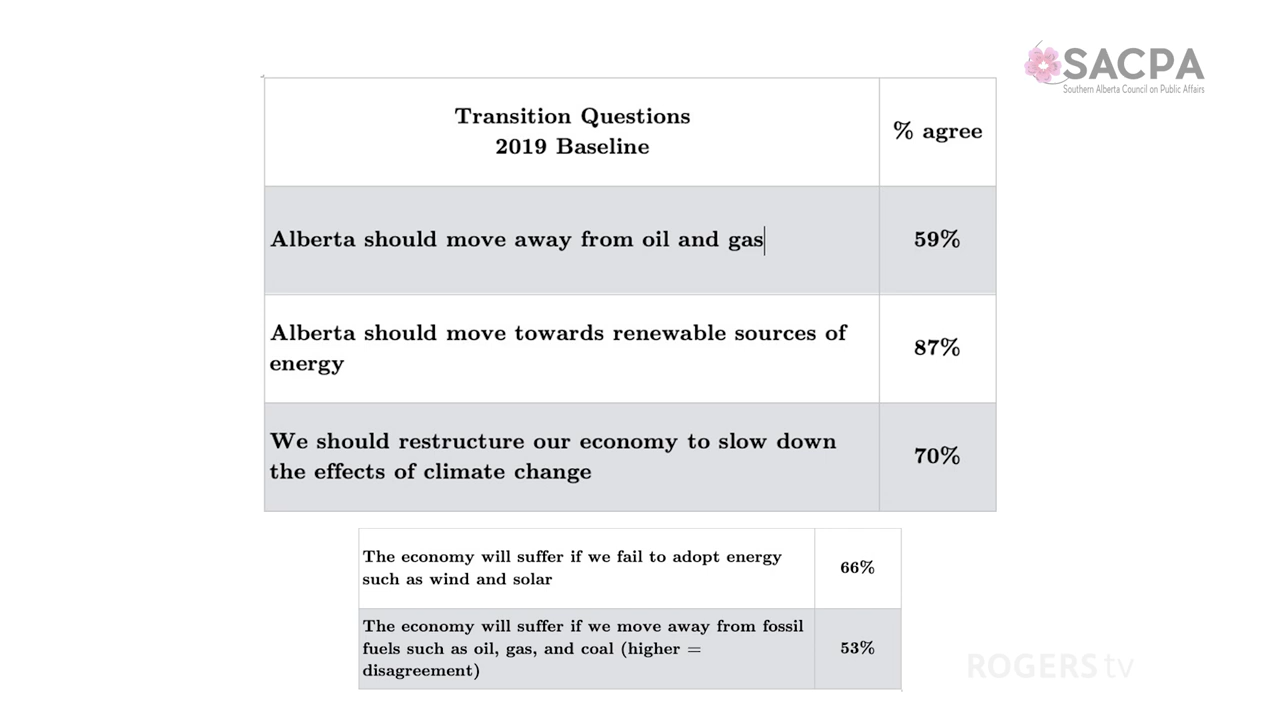 SACPA
Southern Alberta Council on Public Affairs
Transition Questions
2019 Baseline
% agree
Alberta should move away from oil and gas
59%
Alberta should move towards renewable sources of
energy
87%
We should restructure our economy to slow down
the effects of climate change
70%
The economy will suffer if we fail to adopt energy
such as wind and solar
66%
The economy will suffer if we move away from fossil
fuels such as oil, gas, and coal (higher =
disagreement)
53%
ROGERS tv